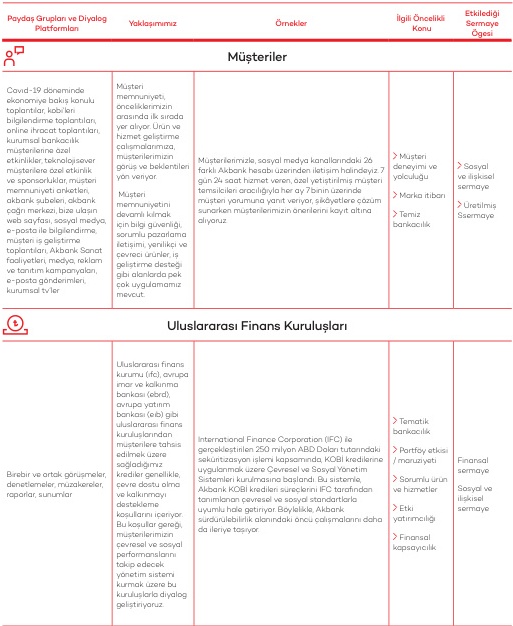 Paydaş Grupları ve Diyalog
Platformları
Yaklaşımımız
Örnekler
İlgili Öncelikli
Konu
Etkilediği
Sermaye
Ögesi
Müşteriler
Covid-19 döneminde
ekonomiye bakış konulu
toplantılar, kobi'leri
bilgilendirme toplantıları,
online ihracat toplantıları,
kurumsal bankacılık
müşterilerine özel
etkinlikler, teknolojisever
müşterilere özel etkinlik
ve sponsorluklar, müşteri
memnuniyeti anketleri,
akbank şubeleri, akbank
çağrı merkezi, bize ulaşın
web sayfası, sosyal medya,
e-posta ile bilgilendirme,
müşteri iş geliştirme
toplantıları, Akbank Sanat
faaliyetleri, medya, reklam
ve tanıtım kampanyaları,
e-posta gönderimleri,
kurumsal tv'ler
Müşteri
memnuniyeti,
önceliklerimizin
arasında ilk sırada
yer alıyor. Ürün ve
hizmet geliştirme
çalışmalarımıza,
müşterilerimizin
görüş ve beklentileri
yön veriyor.
Müşteri
memnuniyetini
devamlı kılmak
için bilgi güvenliği,
sorumlu pazarlama
iletişimi, yenilikçi ve
çevreci ürünler, iş
geliştirme desteği
gibi alanlarda pek
çok uygulamamız
mevcut.
Müşterilerimizle, sosyal medya kanallarındaki 26
farklı Akbank hesabı üzerinden iletişim halindeyiz. 7
gün 24 saat hizmet veren, özel yetiştirilmiş müşteri
temsilcileri aracılığıyla her ay 7 binin üzerinde
müşteri yorumuna yanıt veriyor, şikâyetlere çözüm
sunarken müşterilerimizin önerilerini kayıt altına
alıyoruz.
Müşteri
deneyimi ve
yolculuğu
Marka itibarı
Temiz
bankacılık
Sosyal
ve ilişkisel
sermaye
Üretilmiş
Ssermaye
Uluslararası Finans Kuruluşları
Birebir ve ortak görüşmeler,
denetlemeler, müzakereler,
raporlar, sunumlar
Uluslararası finans
kurumu (ifc), avrupa
imar ve kalkınma
bankası (ebrd),
avrupa yatırım
bankası (eib) gibi
uluslararası finans
kuruluşlarından
müşterilere tahsis
edilmek üzere
sağladığımız
krediler genellikle,
çevre dostu olma
ve kalkınmayı
destekleme
koşullarını içeriyor.
Bu koşullar gereği,
müşterilerimizin
çevresel ve sosyal
performanslarını
takip edecek
yönetim sistemi
kurmak üzere bu
kuruluşlarla diyalog
geliştiriyoruz.
International Finance Corporation (IFC) ile
gerçekleştirilen 250 milyon ABD Doları tutarındaki
seküritizasyon işlemi kapsamında, KOBİ kredilerine
uygulanmak üzere Çevresel ve Sosyal Yönetim
Sistemleri kurulmasına başlandı. Bu sistemle,
Akbank KOBİ kredileri süreçlerini IFC tarafından
tanımlanan çevresel ve sosyal standartlarla
uyumlu hale getiriyor. Böylelikle, Akbank
sürdürülebilirlik alanındaki öncü çalışmalarını daha
da ileriye taşıyor.
Tematik
bankacılık
Portföy etkisi
/ maruziyeti
Sorumlu ürün
ve hizmetler
Etki
yatırımcılığı
Finansal
kapsayıcılık
Finansal
sermaye
Sosyal ve
ilişkisel
sermaye